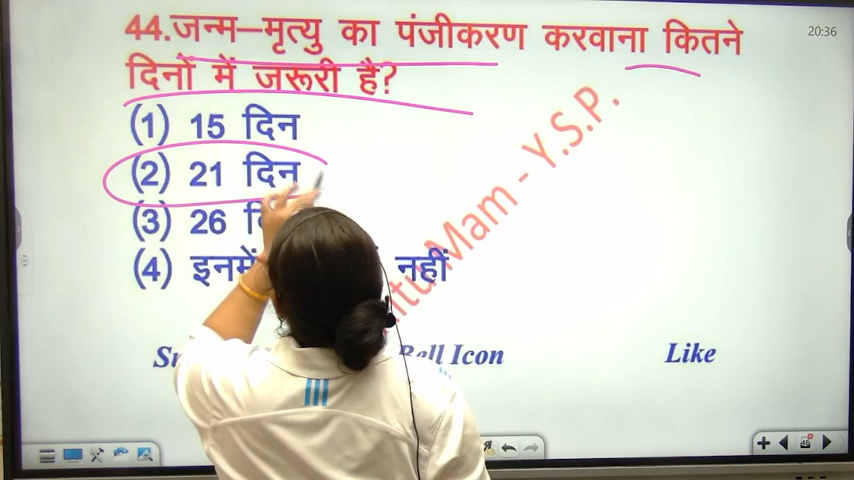 20:36
44.जन्म–मृत्यु का पंजीकरण करवाना कितने
दिनों में जरूरी है?
(1) 15 दिन
(2) 21 दिन
(3) 26
(4) इनमें नहीं
Mam - Y.S.P.
Bell Icon
Like